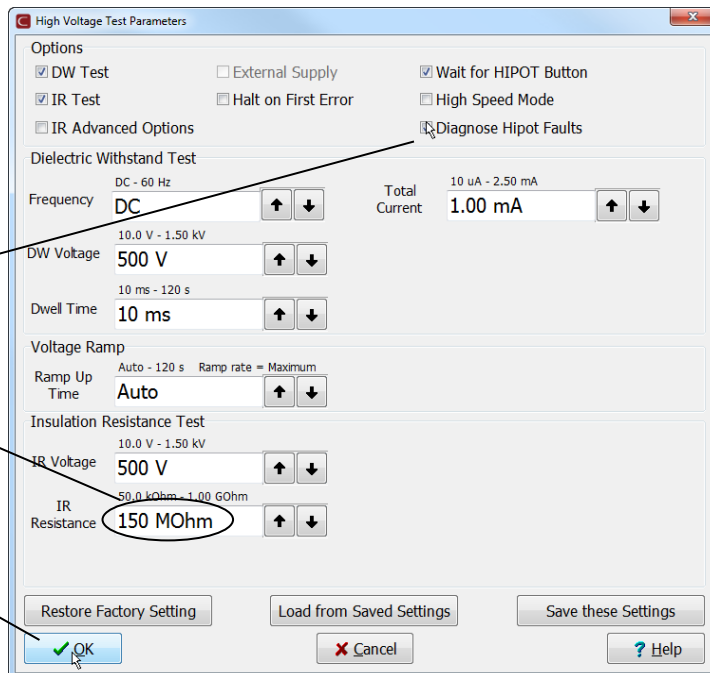 High Voltage Test Parameters
Options
DW Test External Supply Wait for HIPOT Button
IR Test Halt on First Error High Speed Mode
IR Advanced Options Diagnose Hipot Faults
Dielectric Withstand Test
DC - 60 Hz 10 uA - 2.50 mA
Frequency DC Total Current 1.00 mA
10.0 V - 1.50 kV
DW Voltage 500 V
10 ms - 120 s
Dwell Time 10 ms
Voltage Ramp
Auto - 120 s Ramp rate = Maximum
Ramp Up Time Auto
Insulation Resistance Test
10.0 V - 1.50 kV
IR Voltage 500 V
50.0 kOhm - 1.00 GOhm
IR Resistance 150 MOhm
Restore Factory Setting Load from Saved Settings Save these Settings
OK Cancel ? Help